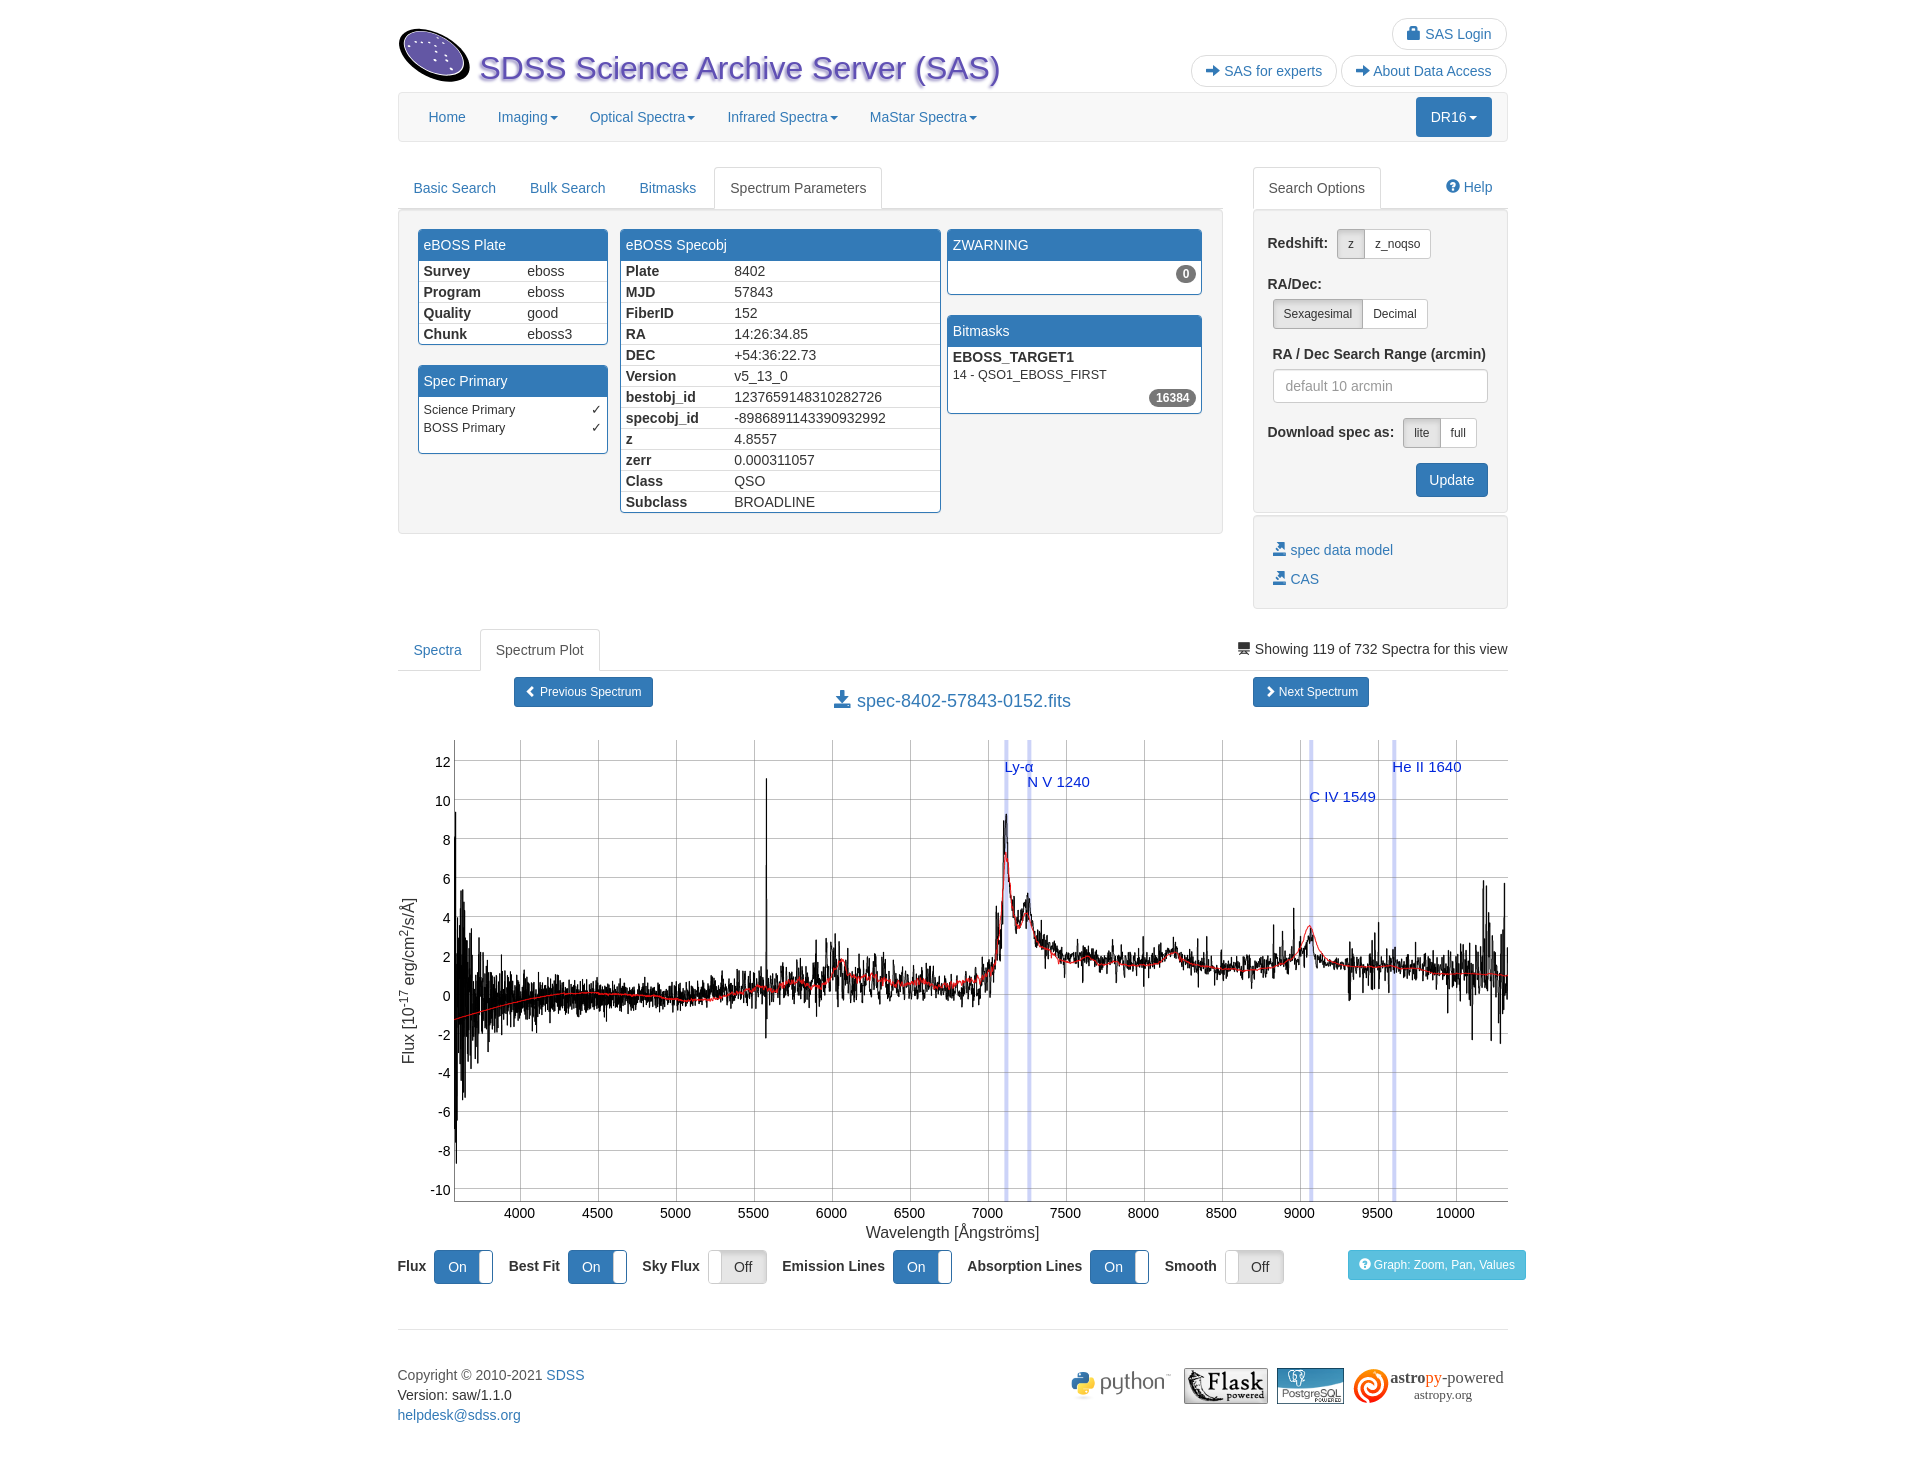 SAS Login
SDSS Science Archive Server (SAS)
SAS for experts
About Data Access
Home
Imaging
Optical Spectra
Infrared Spectra
MaStar Spectra
DR16
Basic Search
Bulk Search
Bitmasks
Spectrum Parameters
Search Options
Help
eBOSS Plate
Survey eboss
Program eboss
Quality good
Chunk eboss3
Spec Primary
Science Primary ✓
BOSS Primary ✓
eBOSS Specobj
Plate 8402
MJD 57843
FiberID 152
RA 14:26:34.85
DEC +54:36:22.73
Version v5_13_0
bestobj_id 1237659148310282726
specobj_id -8986891143390932992
z 4.8557
zerr 0.000311057
Class QSO
Subclass BROADLINE
ZWARNING
0
Bitmasks
EBOSS_TARGET1
14 - QSO1_EBOSS_FIRST
16384
Redshift: z z_noqso
RA/Dec:
Sexagesimal Decimal
RA / Dec Search Range (arcmin)
default 10 arcmin
Download spec as: lite full
Update
spec data model
CAS
Spectra
Spectrum Plot
Showing 119 of 732 Spectra for this view
Previous Spectrum
spec-8402-57843-0152.fits
Next Spectrum
Flux [10-17 erg/cm2/s/Å]
12
10
8
6
4
2
0
-2
-4
-6
-8
-10
Ly-α
N V 1240
C IV 1549
He II 1640
4000 4500 5000 5500 6000 6500 7000 7500 8000 8500 9000 9500 10000
Wavelength [Ångströms]
Flux On Best Fit On Sky Flux Off Emission Lines On Absorption Lines On Smooth Off
Graph: Zoom, Pan, Values
Copyright © 2010-2021 SDSS
Version: saw/1.1.0
helpdesk@sdss.org
python
Flask
powered
PostgreSQL
POWERED
astropy-powered
astropy.org